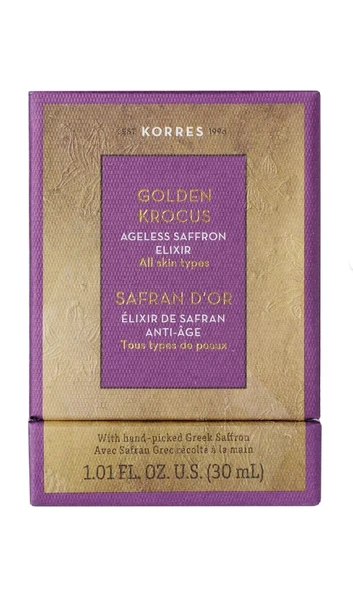 EST KORRES 1996
GOLDEN
KROCUS
AGELESS SAFFRON
ELIXIR
All skin types
SAFRAN D'OR
ÉLIXIR DE SAFRAN
ANTI-ÂGE
Tous types de peaux
With hand-picked Greek Saffron
Avec Safran Grec récolté à la main
1.01 FL. OZ. U.S. (30 mL)